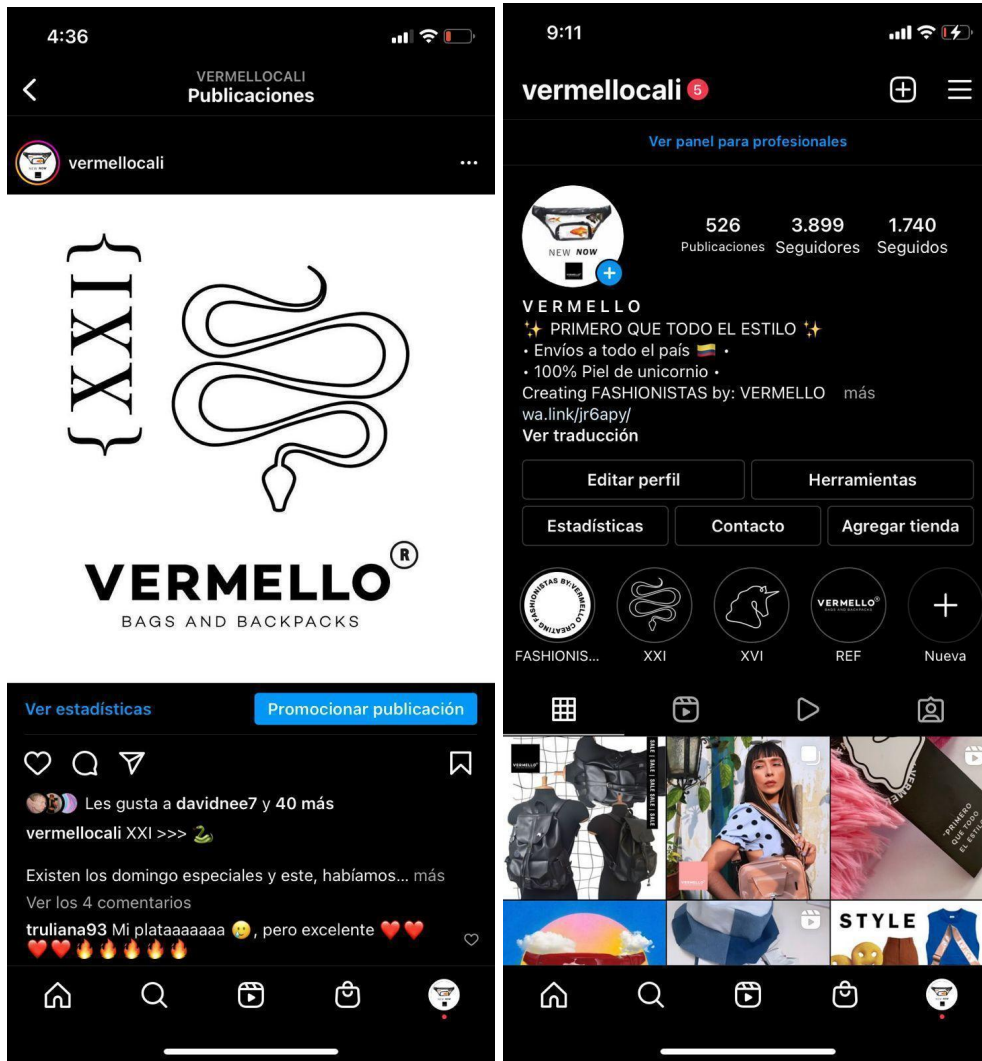 4:36
VERMELLOCALI
Publicaciones
NEW NOW
vermellocali
{XXI}
VERMELLO®
BAGS AND BACKPACKS
Ver estadísticas
Promocionar publicación
Les gusta a davidnee7 y 40 más
vermellocali XXI >>> 🐍
Existen los domingo especiales y este, habíamos... más
Ver los 4 comentarios
truliana93 Mi plataaaaaaa 🥲, pero excelente ❤️❤️
❤️❤️🔥🔥🔥🔥🔥
9:11
vermellocali 5
Ver panel para profesionales
NEW NOW
526
Publicaciones
3.899
Seguidores
1.740
Seguidos
VERMELLO
✨ PRIMERO QUE TODO EL ESTILO ✨
• Envíos a todo el país 🇨🇴 •
• 100% Piel de unicornio •
Creating FASHIONISTAS by: VERMELLO más
wa.link/jr6apy/
Ver traducción
Editar perfil
Herramientas
Estadísticas
Contacto
Agregar tienda
CREATING FASHIONISTAS BY:VERMELLO
VERMELLO®
BAGS AND BACKPACKS
FASHIONIS...
XXI
XVI
REF
Nueva
VERMELLO®
SALE | SALE | SALE SALE | SALE
"PRIMERO
QUE TODO
EL ESTILO
STYLE